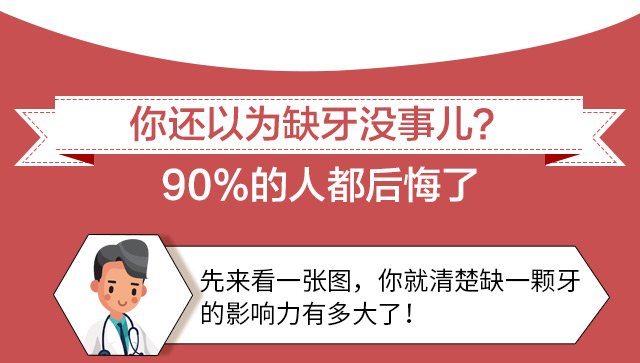 你还以为缺牙没事儿？
90%的人都后悔了
先来看一张图，你就清楚缺一颗牙
的影响力有多大了！